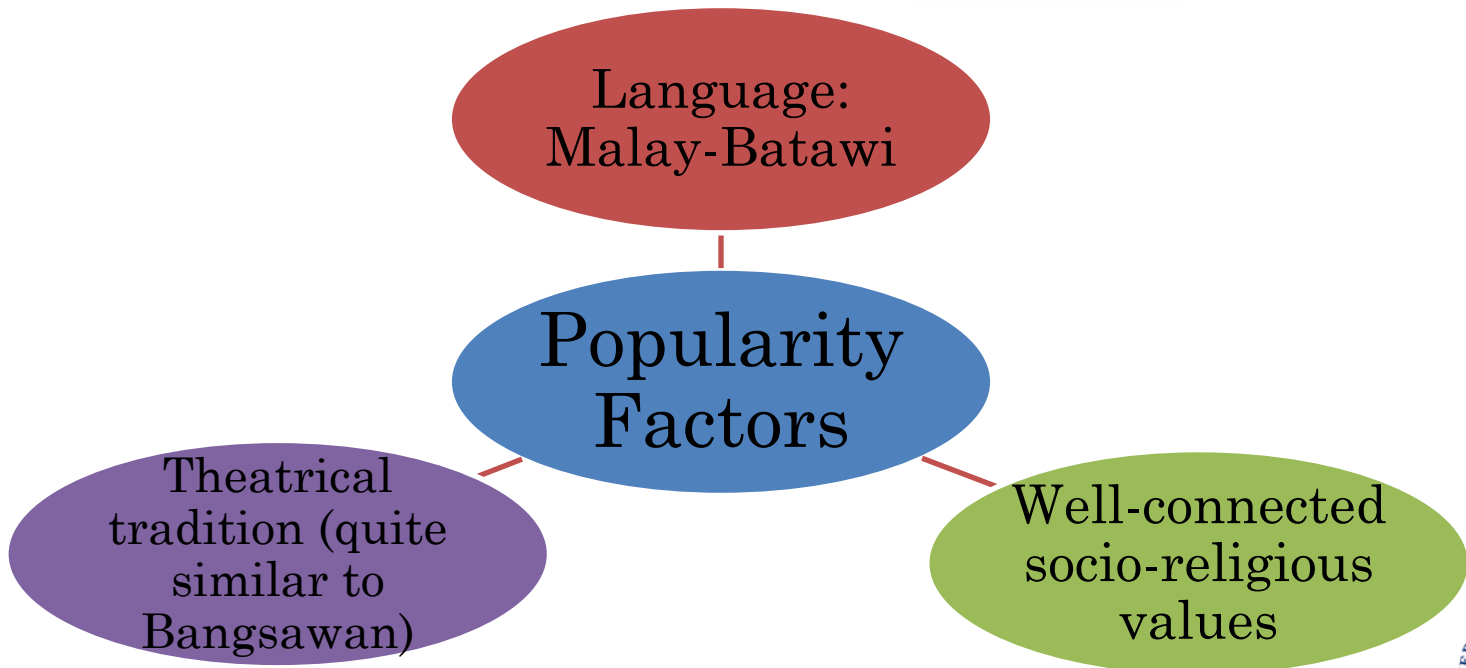 Language:
Malay-Batawi
Popularity
Factors
Theatrical
tradition (quite
similar to
Bangsawan)
Well-connected
socio-religious
values